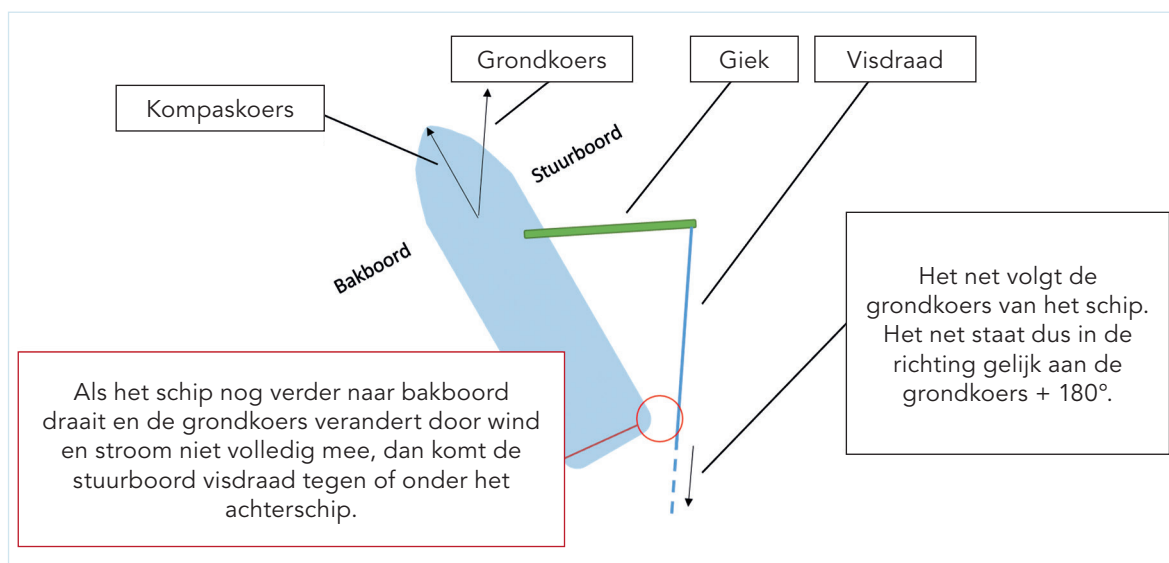 Grondkoers
Giek
Visdraad
Kompaskoers
Stuurboord
Bakboord
Het net volgt de
grondkoers van het schip.
Het net staat dus in de
richting gelijk aan de
grondkoers + 180°.
Als het schip nog verder naar bakboord
draait en de grondkoers verandert door wind
en stroom niet volledig mee, dan komt de
stuurboord visdraad tegen of onder het
achterschip.